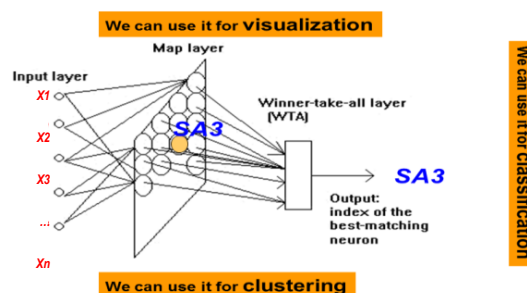 We can use it for visualization
Map layer
Input layer
X1
X2
X3
...
Xn
SA3
Winner-take-all layer
(WTA)
SA3
Output:
index of the
best-matching
neuron
We can use it for clustering
We can use it for classification